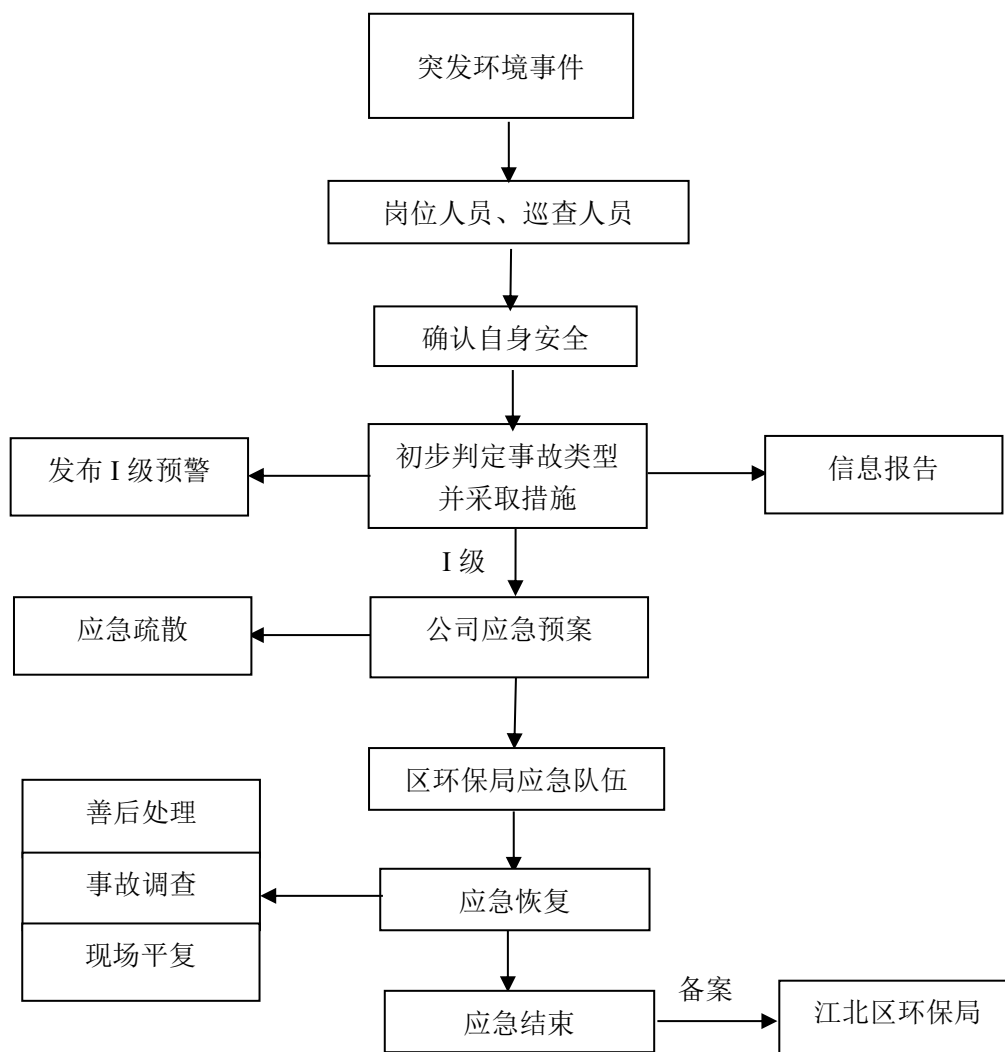 突发环境事件
岗位人员、巡查人员
确认自身安全
发布 I 级预警
初步判定事故类型
并采取措施
信息报告
I 级
应急疏散
公司应急预案
区环保局应急队伍
善后处理
事故调查
应急恢复
现场平复
应急结束
备案
江北区环保局